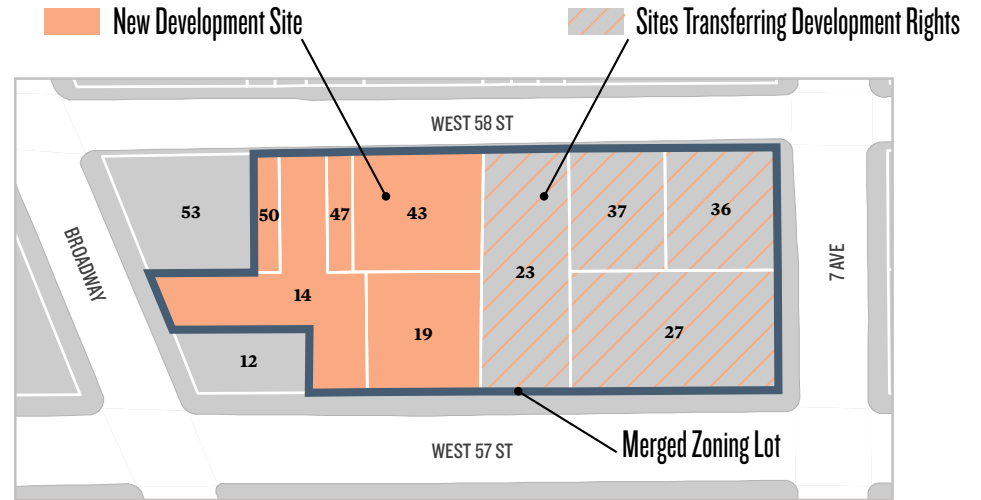 New Development Site
Sites Transferring Development Rights
WEST 58 ST
53
50
47
43
37
36
23
BROADWAY
7 AVE
14
19
27
12
WEST 57 ST
Merged Zoning Lot